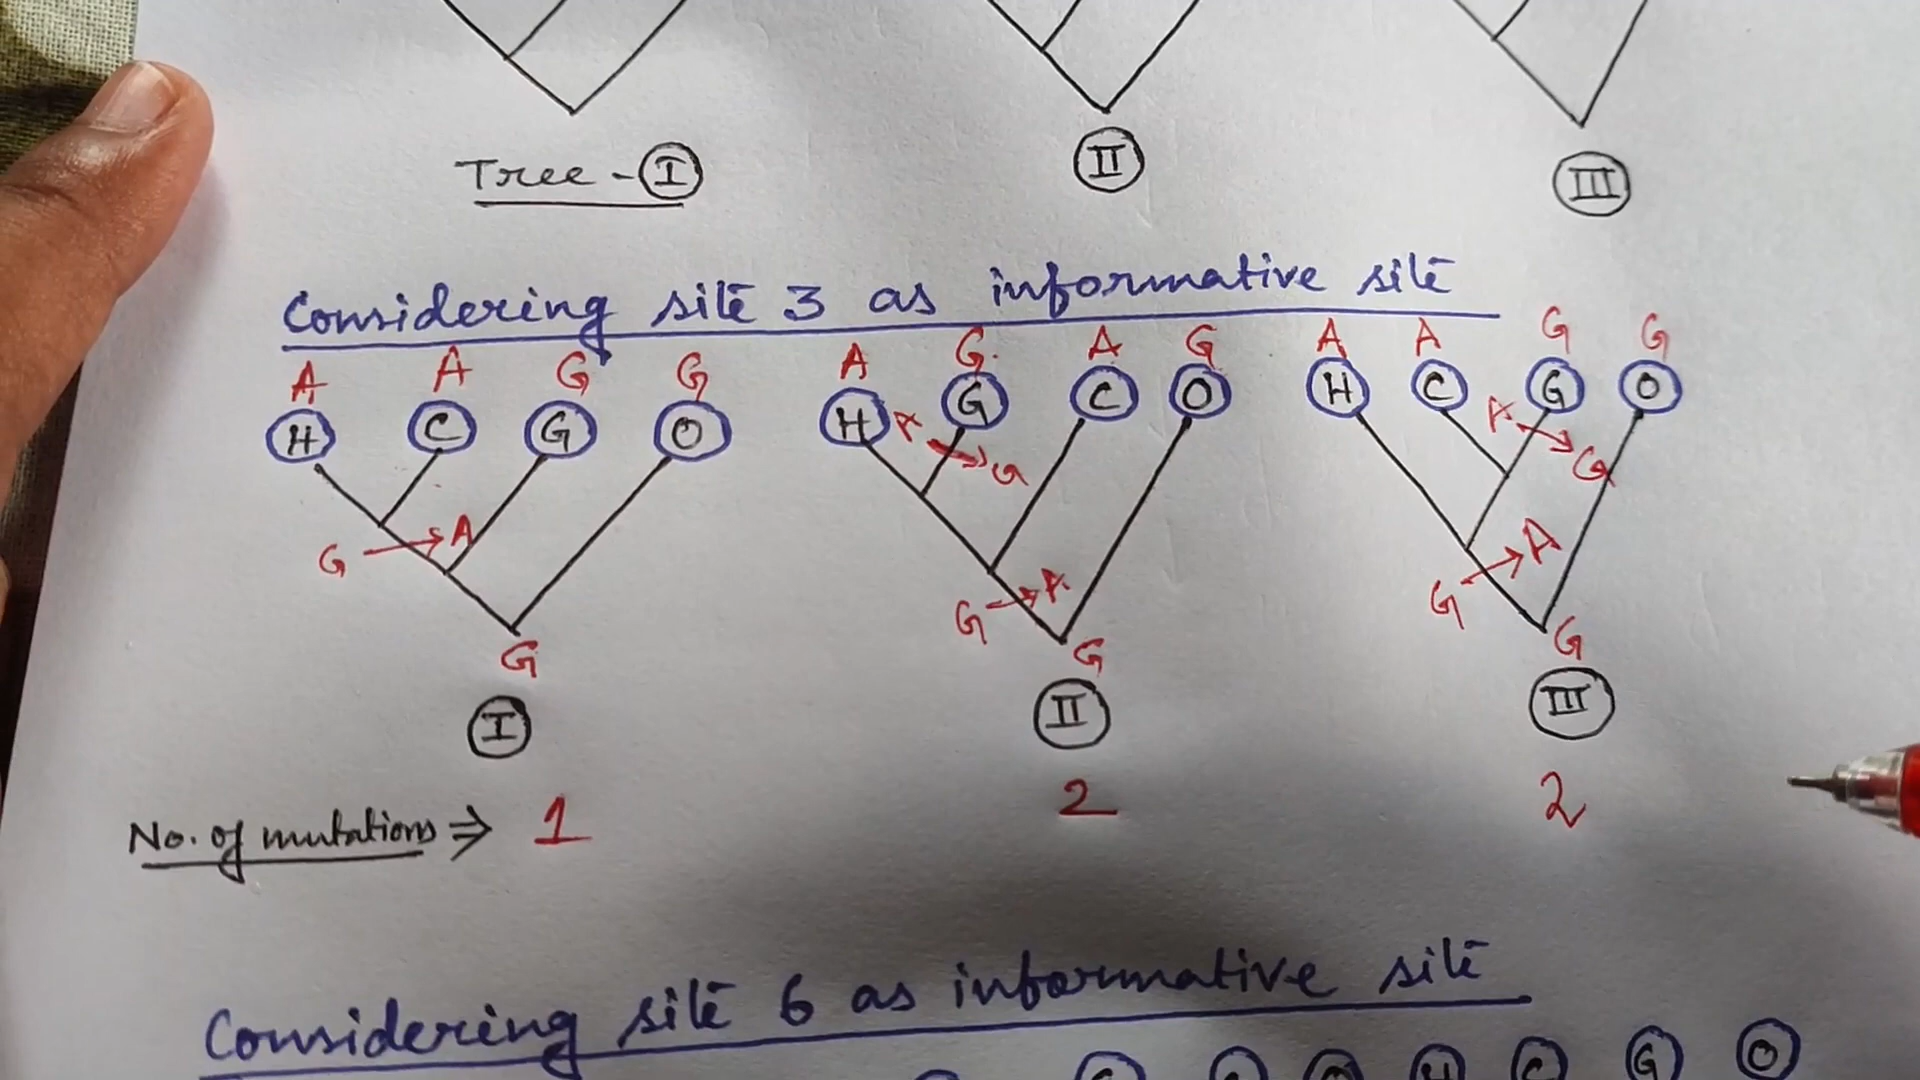 Tree - I II III
Considering site 3 as informative site
A A G G A G A G A A G G
H C G O H G C O H C G O
A → G A → G
G → A G → A G → A
G G G
I II III
No. of mutations ⇒ 1 2 2
Considering site 6 as informative site
H C G O